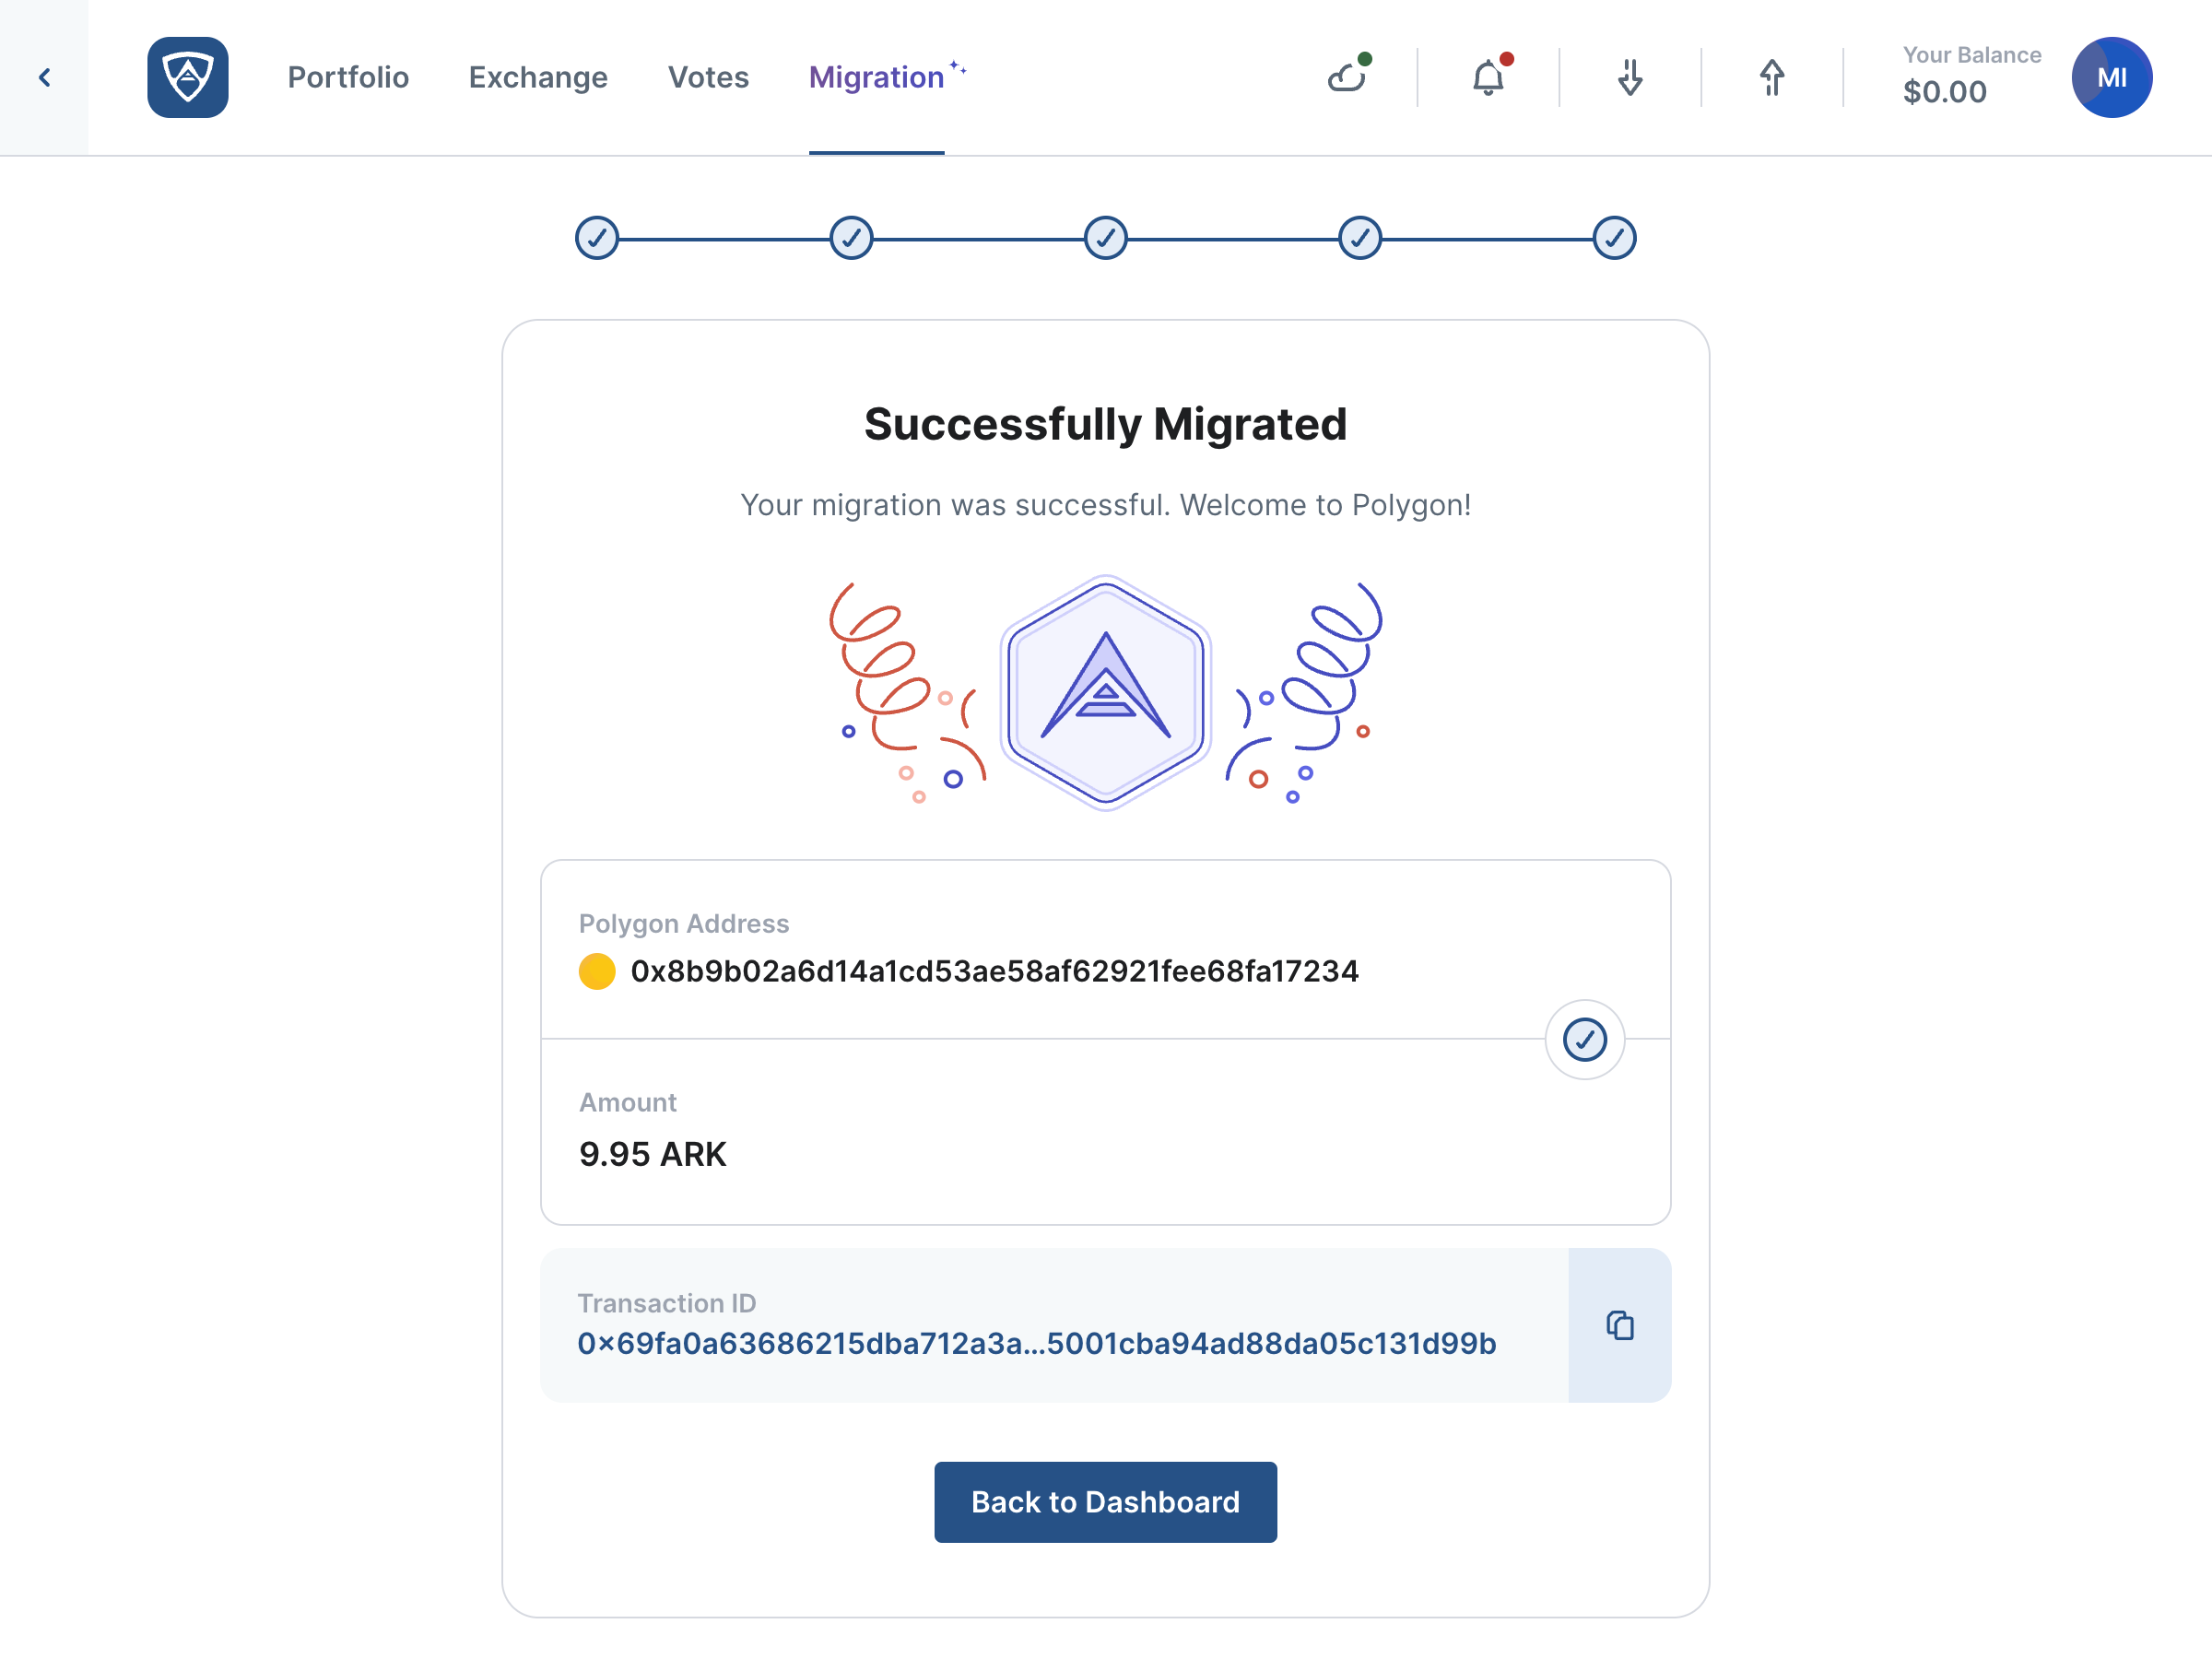 Portfolio
Exchange
Votes
Migration
Your Balance
$0.00
MI
Successfully Migrated
Your migration was successful. Welcome to Polygon!
Polygon Address
0x8b9b02a6d14a1cd53ae58af62921fee68fa17234
Amount
9.95 ARK
Transaction ID
0×69fa0a63686215dba712a3a...5001cba94ad88da05c131d99b
Back to Dashboard